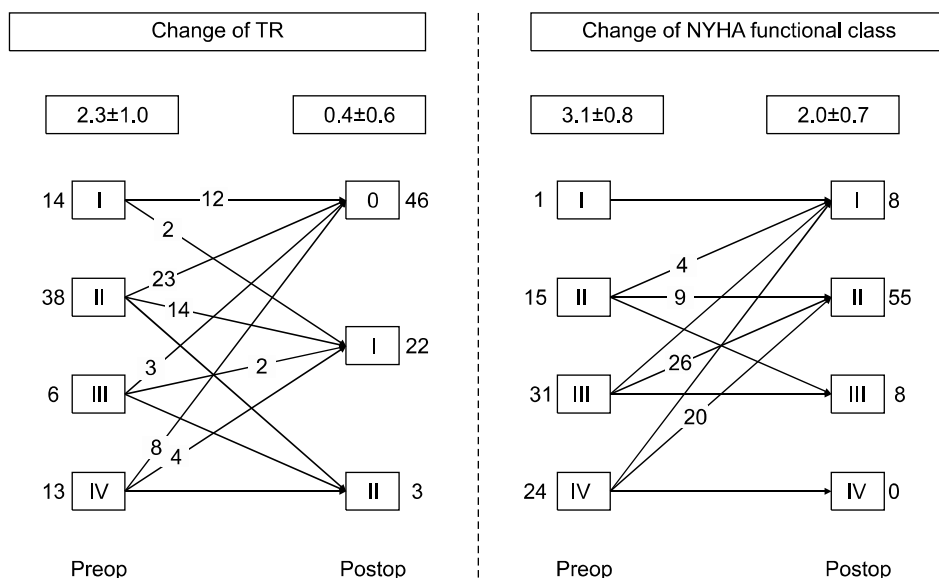 Change of TR
Change of NYHA functional class
2.3±1.0
0.4±0.6
3.1±0.8
2.0±0.7
14 I 12 0 46
2
23
38 II 14
I 22
3 2
6 III
8 4
13 IV II 3
Preop Postop
1 I I 8
4
15 II 9 II 55
26
31 III III 8
20
24 IV IV 0
Preop Postop